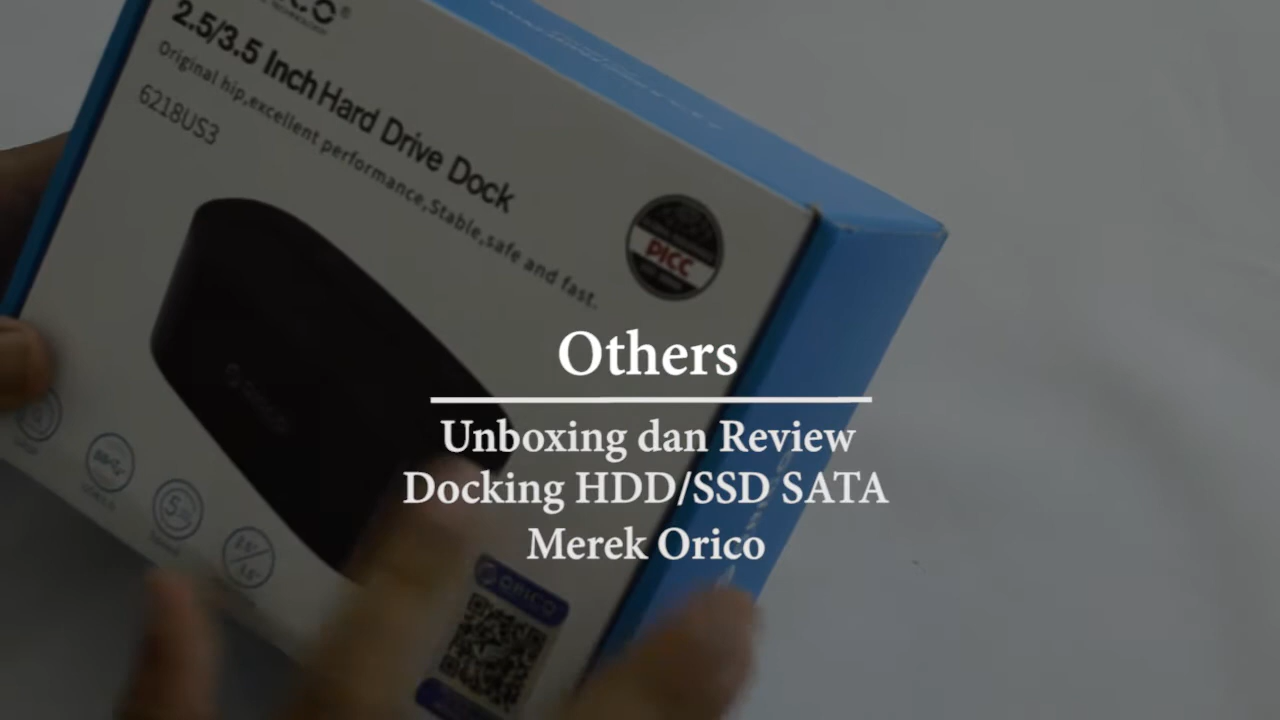 2.5/3.5 Inch Hard Drive Dock
Original hip,excellent performance,Stable,safe and fast.
6218US3
PICC
Others
Unboxing dan Review
Docking HDD/SSD SATA
Merek Orico
ORICO